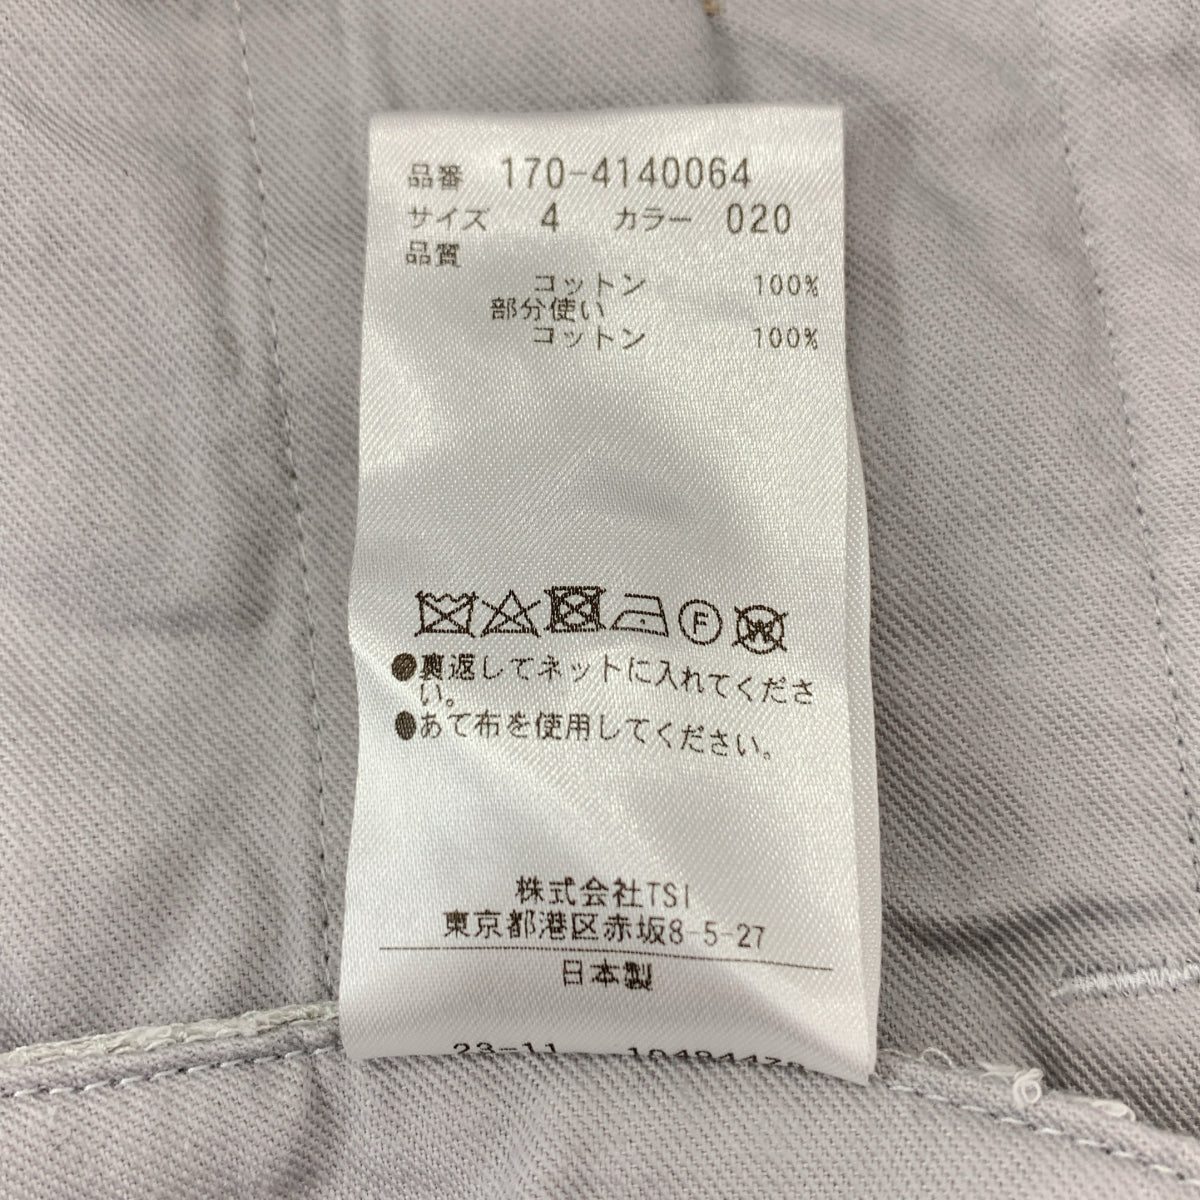 品番 170-4140064
サイズ 4 カラー 020
品質
コットン 100%
部分使い
コットン 100%
F W
●裏返してネットに入れてくださ
い。
●あて布を使用してください。
株式会社TSI
東京都港区赤坂8-5-27
日本製
23-11